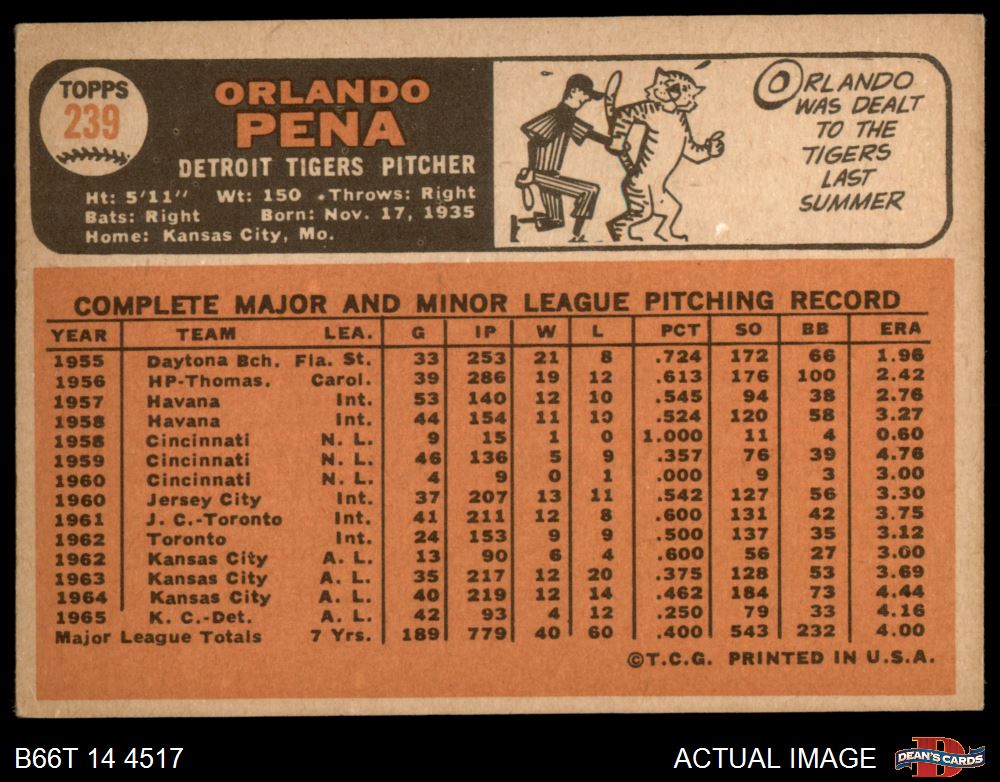 TOPPS
239
ORLANDO
PENA
DETROIT TIGERS PITCHER
Ht: 5'11" Wt: 150 Throws: Right
Bats: Right Born: Nov. 17, 1935
Home: Kansas City, Mo.
ORLANDO
WAS DEALT
TO THE
TIGERS
LAST
SUMMER
COMPLETE MAJOR AND MINOR LEAGUE PITCHING RECORD
YEAR TEAM LEA. G IP W L PCT SO BB ERA
1955 Daytona Bch. Fla. St. 33 253 21 8 .724 172 66 1.96
1956 HP-Thomas. Carol. 39 286 19 12 .613 176 100 2.42
1957 Havana Int. 53 140 12 10 .545 94 38 2.76
1958 Havana Int. 44 154 11 10 .524 120 58 3.27
1958 Cincinnati N. L. 9 15 1 0 1.000 11 4 0.60
1959 Cincinnati N. L. 46 136 5 9 .357 76 39 4.76
1960 Cincinnati N. L. 4 9 0 1 .000 9 3 3.00
1960 Jersey City Int. 37 207 13 11 .542 127 56 3.30
1961 J. C.-Toronto Int. 41 211 12 8 .600 131 42 3.75
1962 Toronto Int. 24 153 9 9 .500 137 35 3.12
1962 Kansas City A. L. 13 90 6 4 .600 56 27 3.00
1963 Kansas City A. L. 35 217 12 20 .375 128 53 3.69
1964 Kansas City A. L. 40 219 12 14 .462 184 73 4.44
1965 K. C.-Det. A. L. 42 93 4 12 .250 79 33 4.16
Major League Totals 7 Yrs. 189 779 40 60 .400 543 232 4.00
©T.C.G. PRINTED IN U.S.A.
B66T 14 4517
ACTUAL IMAGE
D
DEAN'S CARDS